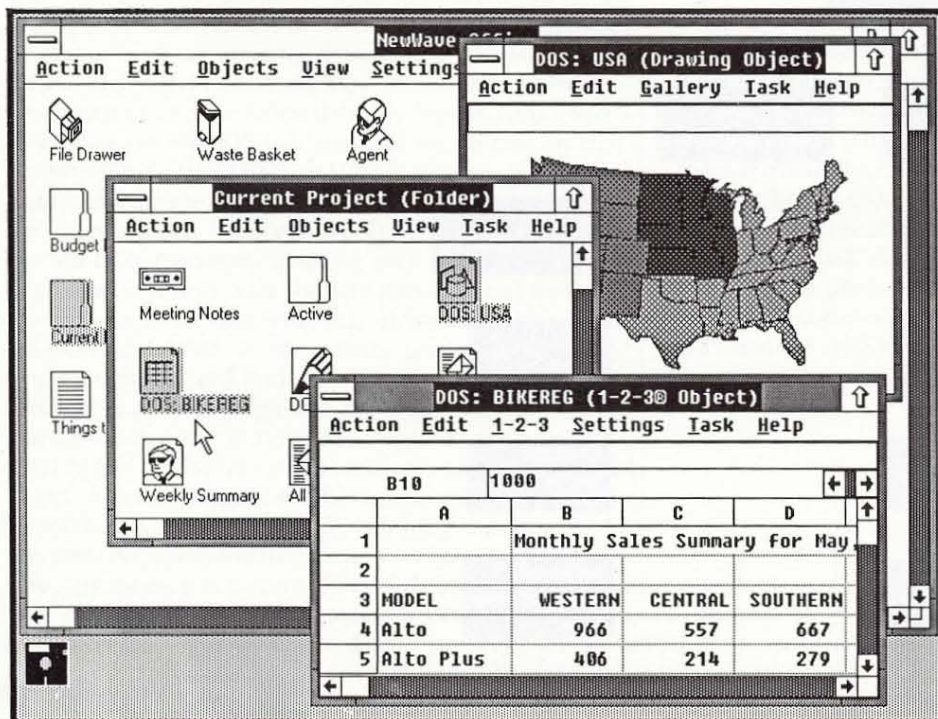 NewWave
Action Edit Objects View Settings
DOS: USA (Drawing Object)
Action Edit Gallery Task Help
File Drawer Waste Basket Agent
Current Project (Folder)
Action Edit Objects View Task Help
Budget
Meeting Notes Active DOS: USA
Current
DOS: BIKEREG
Things
Weekly Summary All
DOS: BIKEREG (1-2-3® Object)
Action Edit 1-2-3 Settings Task Help
B10 1000
A B C D
1 Monthly Sales Summary for May
2
3 MODEL WESTERN CENTRAL SOUTHERN
4 Alto 966 557 667
5 Alto Plus 406 214 279